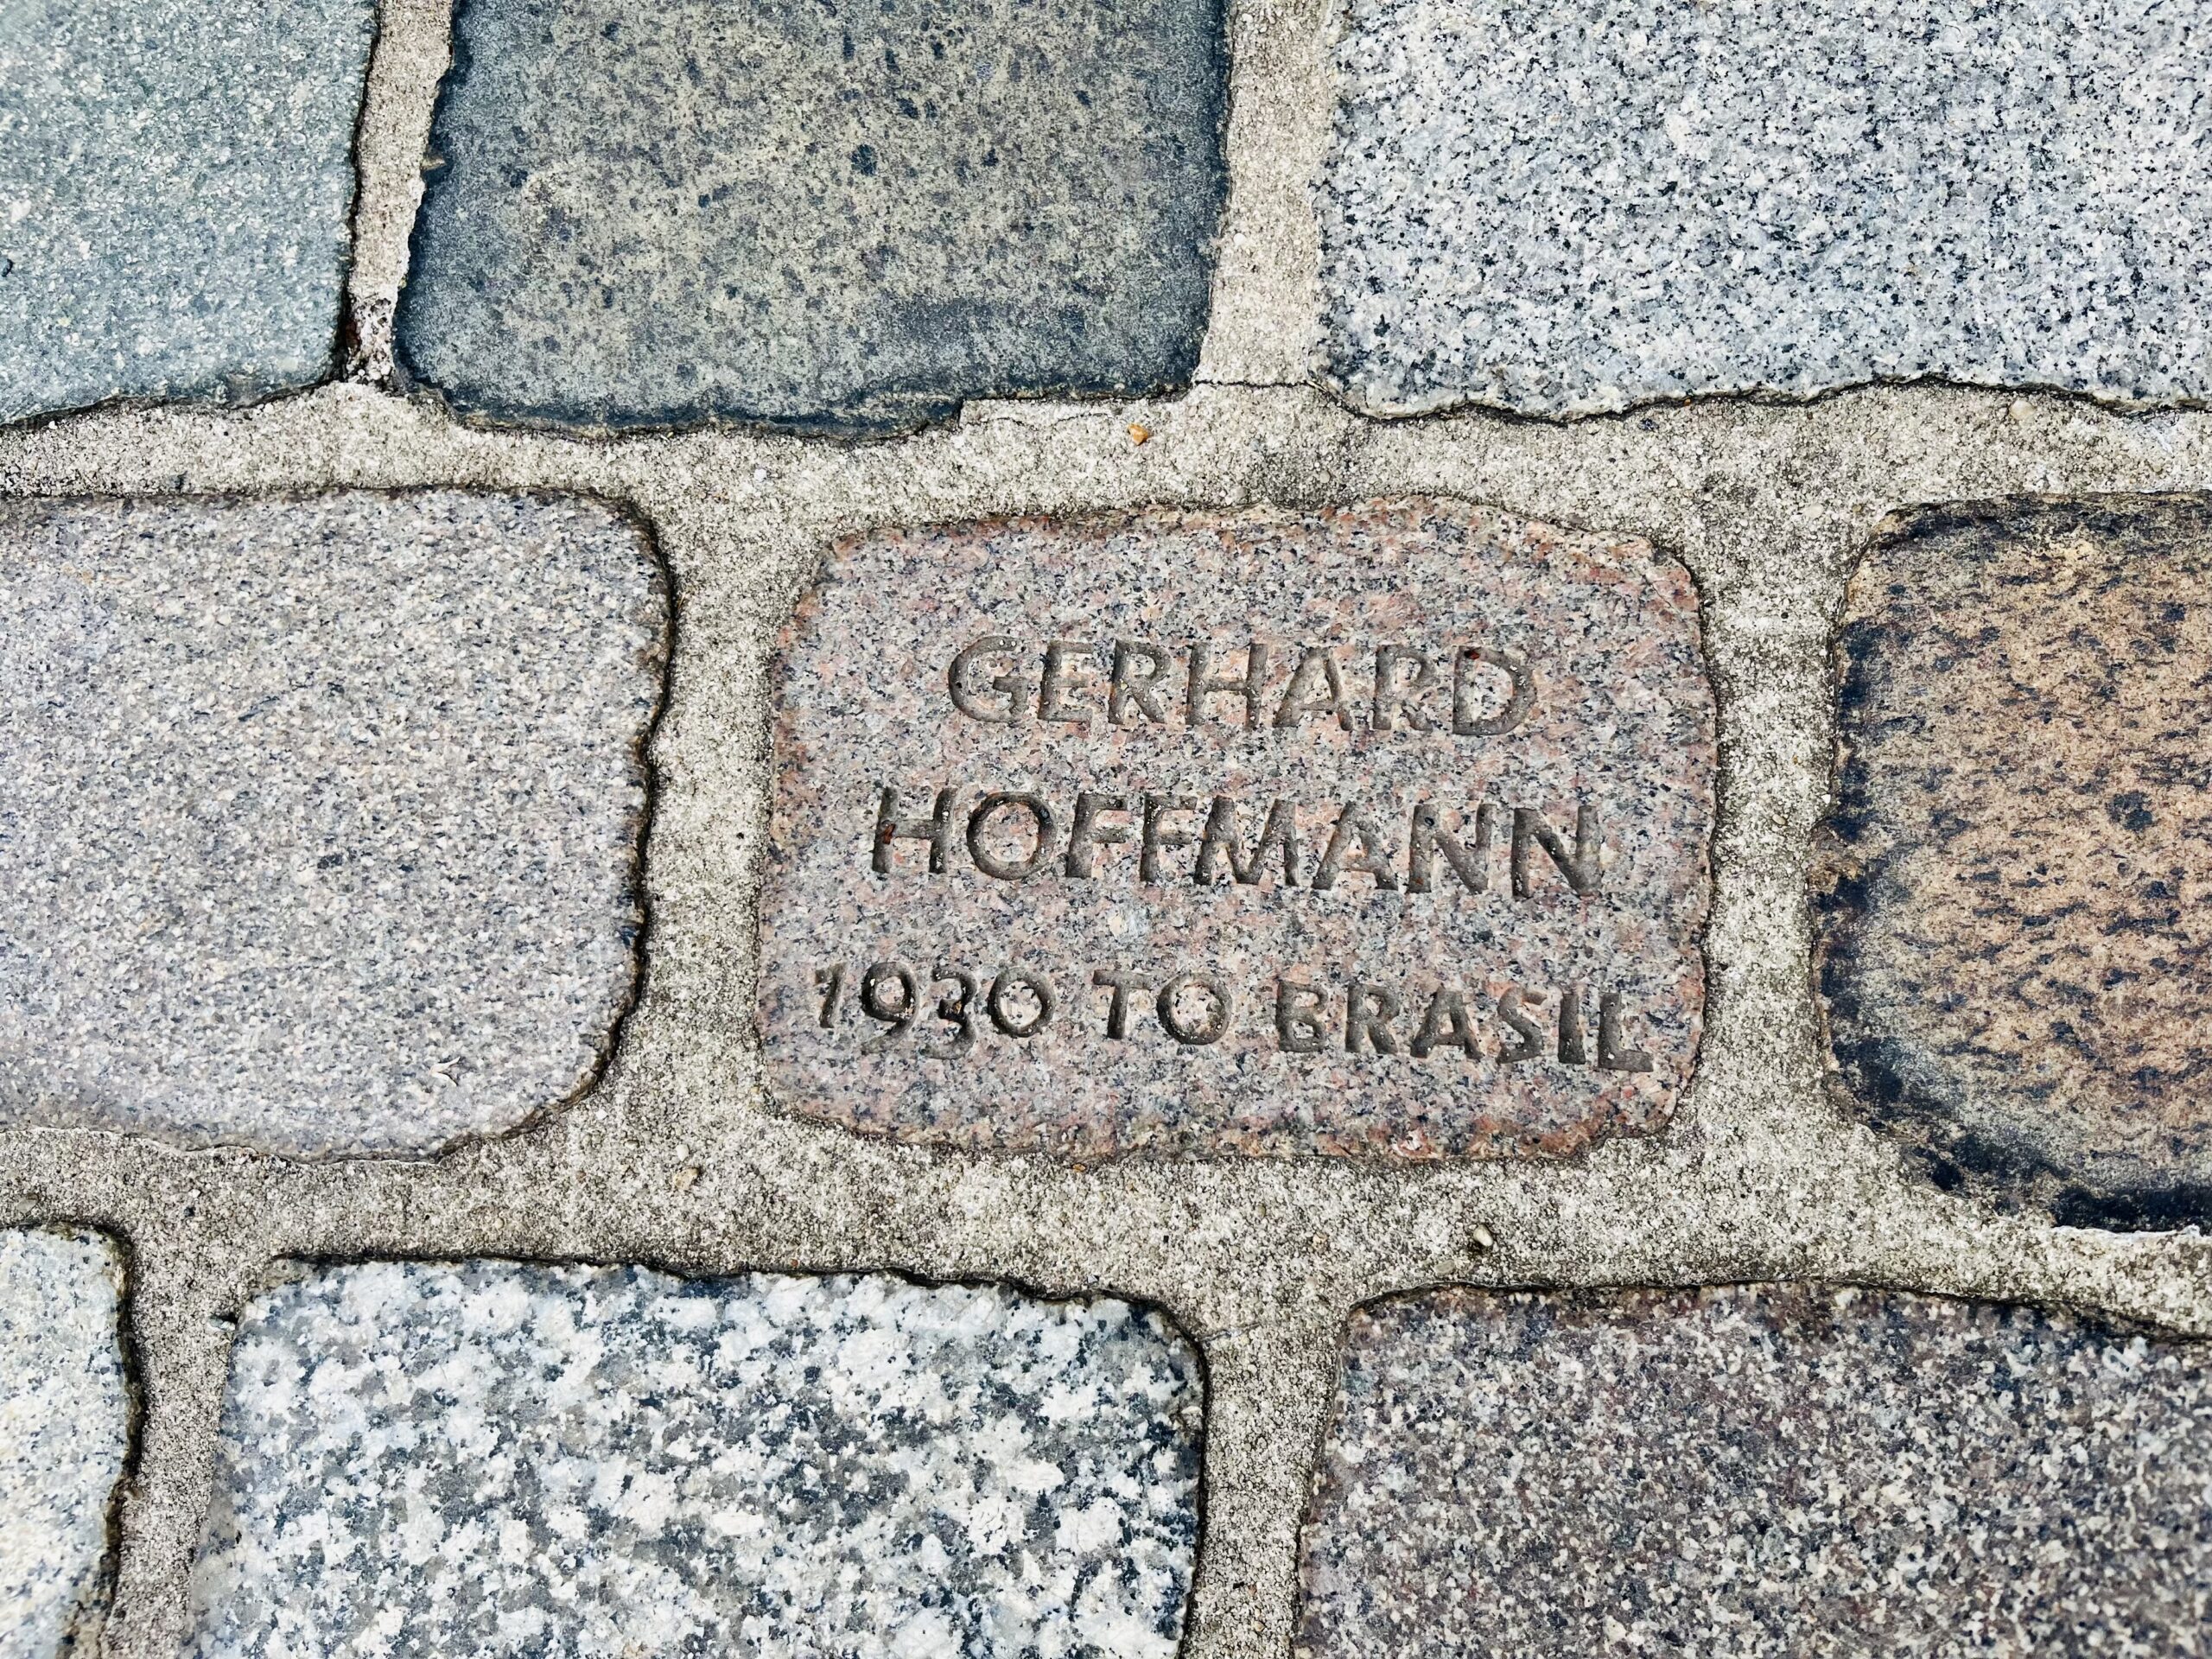 GERHARD
HOFFMANN
1930 TO BRASIL